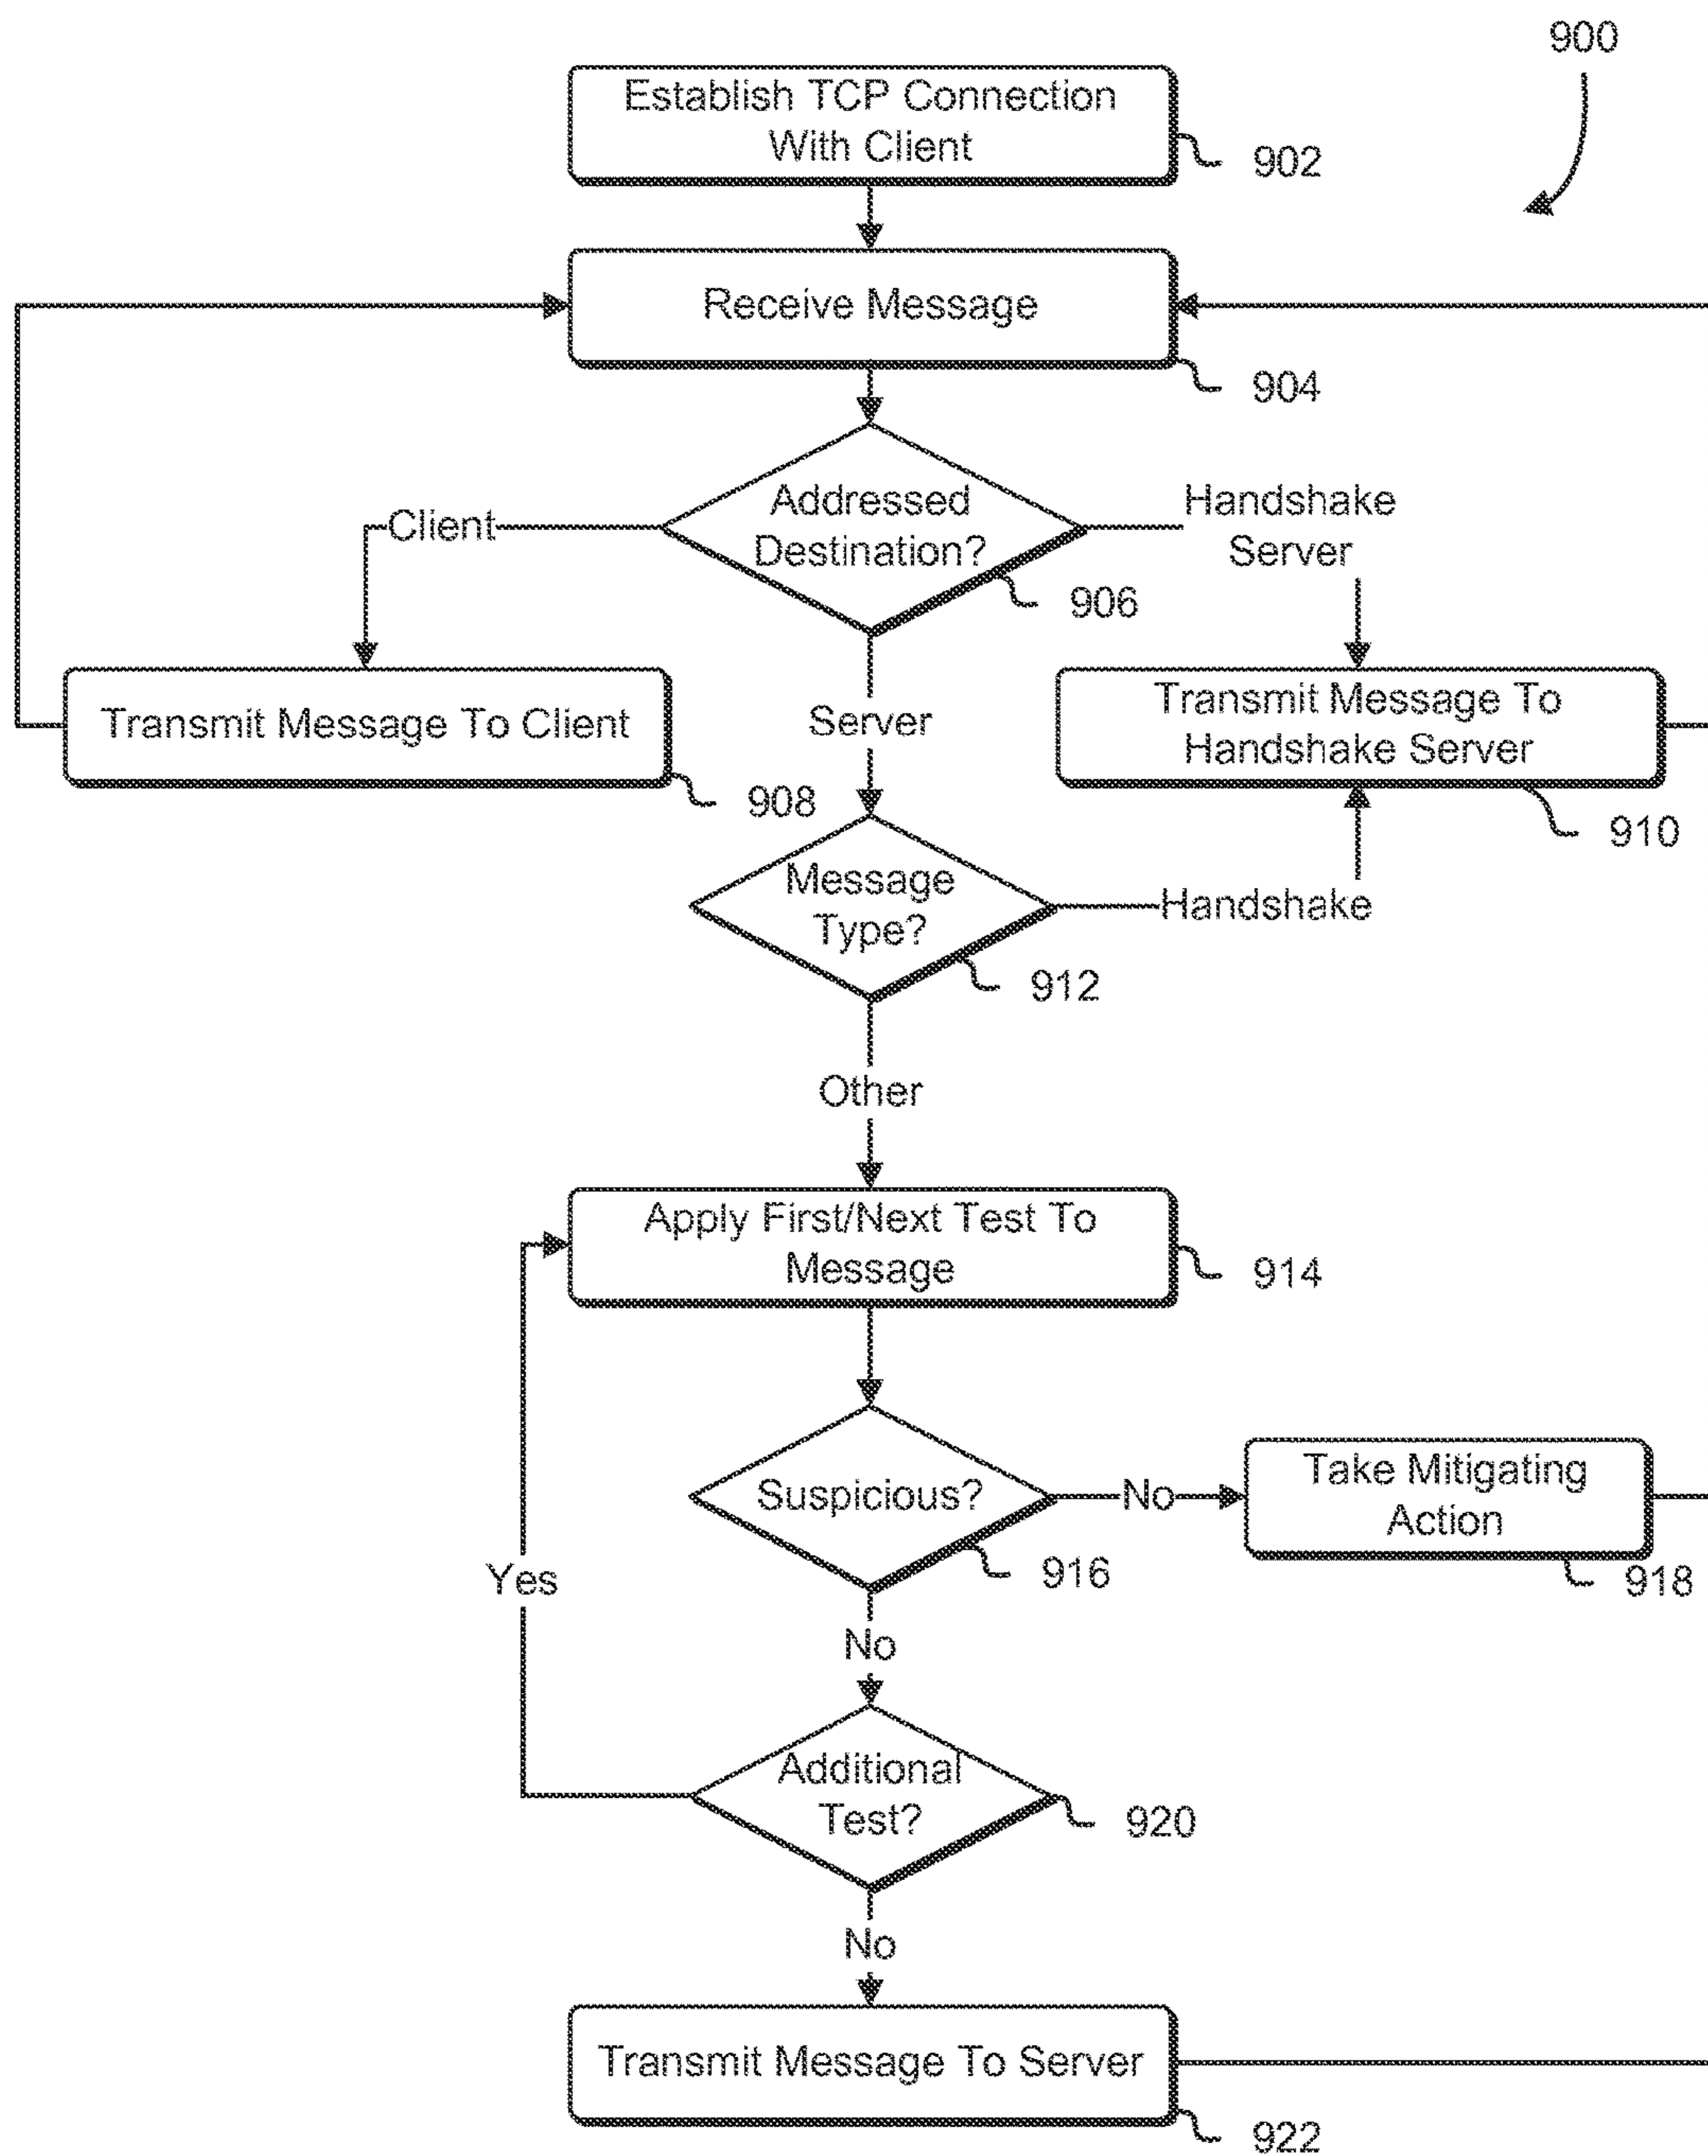 900
Establish TCP Connection
With Client
902
Receive Message
904
Addressed
Destination?
906
Client
Handshake
Server
Server
Transmit Message To Client
908
Transmit Message To
Handshake Server
910
Message
Type?
912
Handshake
Other
Apply First/Next Test To
Message
914
Suspicious?
916
No
Take Mitigating
Action
918
Yes
No
Additional
Test?
920
No
Transmit Message To Server
922